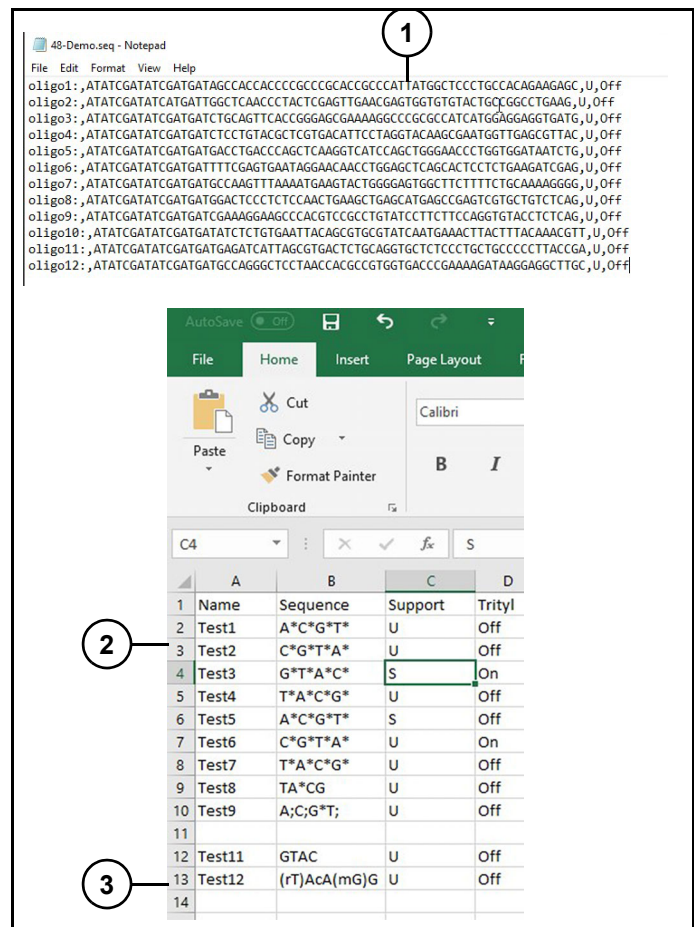 1
48-Demo.seq - Notepad
File Edit Format View Help
oligo1:,ATATCGATATCGATGATAGCCACCACCCCGCCCGCACCGCCCATTATGGCTCCCTGCCACAGAAGAGC,U,Off
oligo2:,ATATCGATATCATGATTGGCTCAACCCTACTCGAGTTGAACGAGTGGTGTGTACTGCCGGCCTGAAG,U,Off
oligo3:,ATATCGATATCGATGATCTGCAGTTCACCGGGAGCGAAAAGGCCCGCGCCATCATGGAGGAGGTGATG,U,Off
oligo4:,ATATCGATATCGATGATCTCCTGTACGCTCGTGACATTCCTAGGTACAAGCGAATGGTTGAGCGTTAC,U,Off
oligo5:,ATATCGATATCGATGATGACCTGACCCAGCTCAAGGTCATCCAGCTGGGAACCCTGGTGGATAATCTG,U,Off
oligo6:,ATATCGATATCGATGATTTTCGAGTGAATAGGAACAACCTGGAGCTCAGCACTCCTCTGAAGATCGAG,U,Off
oligo7:,ATATCGATATCGATGATGCCAAGTTTAAAATGAAGTACTGGGGAGTGGCTTCTTTTCTGCAAAAGGGG,U,Off
oligo8:,ATATCGATATCGATGATGGACTCCCTCTCCAACTGAAGCTGAGCATGAGCCGAGTCGTGCTGTCTCAG,U,Off
oligo9:,ATATCGATATCGATGATCGAAAGGAAGCCCACGTCCGCCTGTATCCTTCTTCCAGGTGTACCTCTCAG,U,Off
oligo10:,ATATCGATATCGATGATATCTCTGTGAATTACAGCGTGCGTATCAATGAAACTTACTTTACAAACGTT,U,Off
oligo11:,ATATCGATATCGATGATGAGATCATTAGCGTGACTCTGCAGGTGCTCTCCCTGCTGCCCCCTTACCGA,U,Off
oligo12:,ATATCGATATCGATGATGCCAGGGCTCCTAACCACGCCGTGGTGACCCGAAAAGATAAGGAGGCTTGC,U,Off
AutoSave Off
File Home Insert Page Layout
Paste
Cut
Copy
Format Painter
Clipboard
Calibri
B I
C4 fx S
A B C D
1 Name Sequence Support Trityl
2 Test1 A*C*G*T* U Off
2
3 Test2 C*G*T*A* U Off
4 Test3 G*T*A*C* S On
5 Test4 T*A*C*G* U Off
6 Test5 A*C*G*T* S Off
7 Test6 C*G*T*A* U On
8 Test7 T*A*C*G* U Off
9 Test8 TA*CG U Off
10 Test9 A;C;G*T; U Off
11
12 Test11 GTAC U Off
3
13 Test12 (rT)AcA(mG)G U Off
14